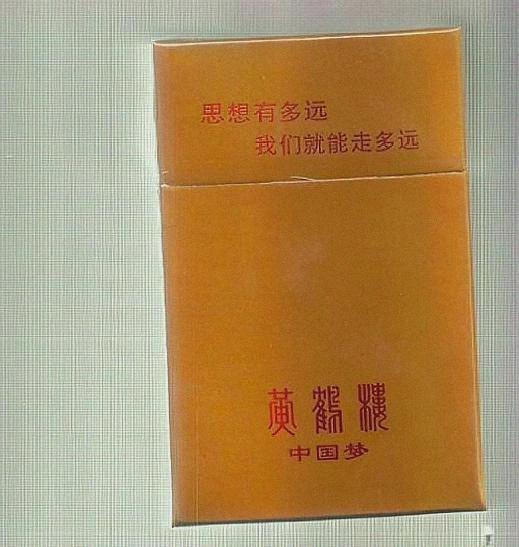 思想有多远
我们就能走多远
黄鹤楼
中国梦